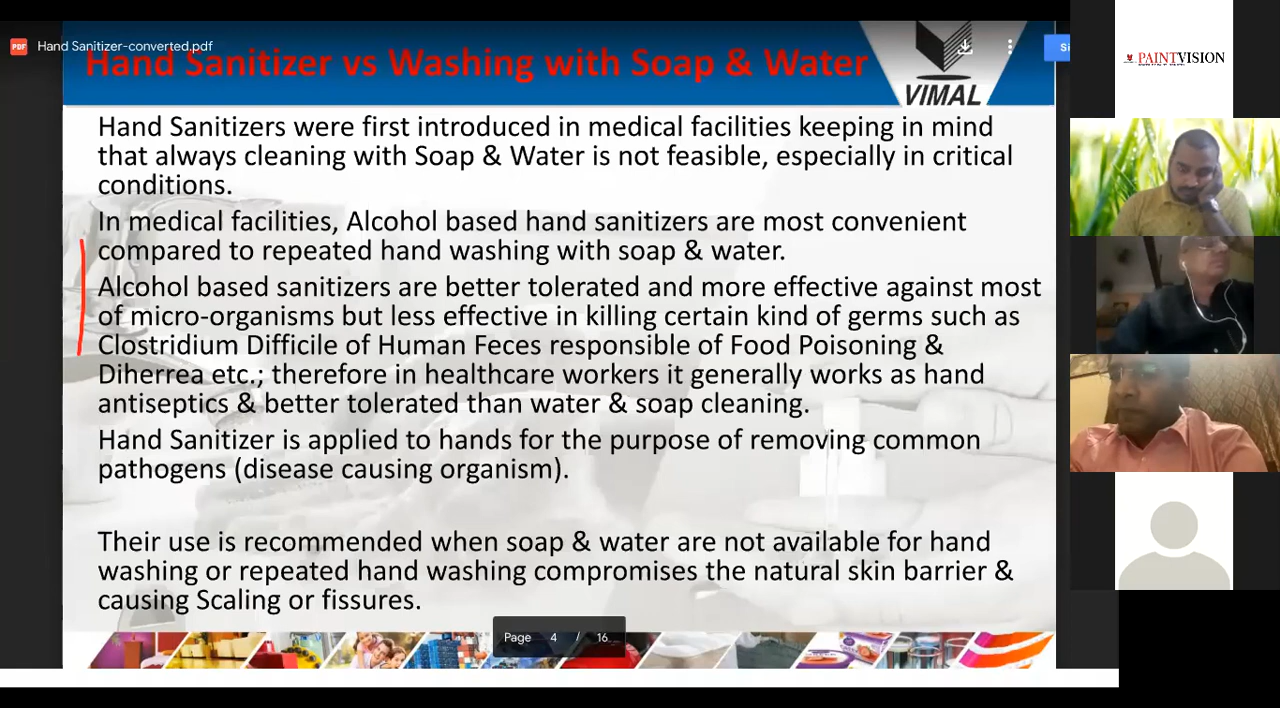 PDF Hand Sanitizer-converted.pdf
Hand Sanitizer vs Washing with Soap & Water
Si
VIMAL
PAINTVISION
Hand Sanitizers were first introduced in medical facilities keeping in mind
that always cleaning with Soap & Water is not feasible, especially in critical
conditions.
In medical facilities, Alcohol based hand sanitizers are most convenient
compared to repeated hand washing with soap & water.
Alcohol based sanitizers are better tolerated and more effective against most
of micro-organisms but less effective in killing certain kind of germs such as
Clostridium Difficile of Human Feces responsible of Food Poisoning &
Diherrea etc.; therefore in healthcare workers it generally works as hand
antiseptics & better tolerated than water & soap cleaning.
Hand Sanitizer is applied to hands for the purpose of removing common
pathogens (disease causing organism).
Their use is recommended when soap & water are not available for hand
washing or repeated hand washing compromises the natural skin barrier &
causing Scaling or fissures.
Page 4 / 16